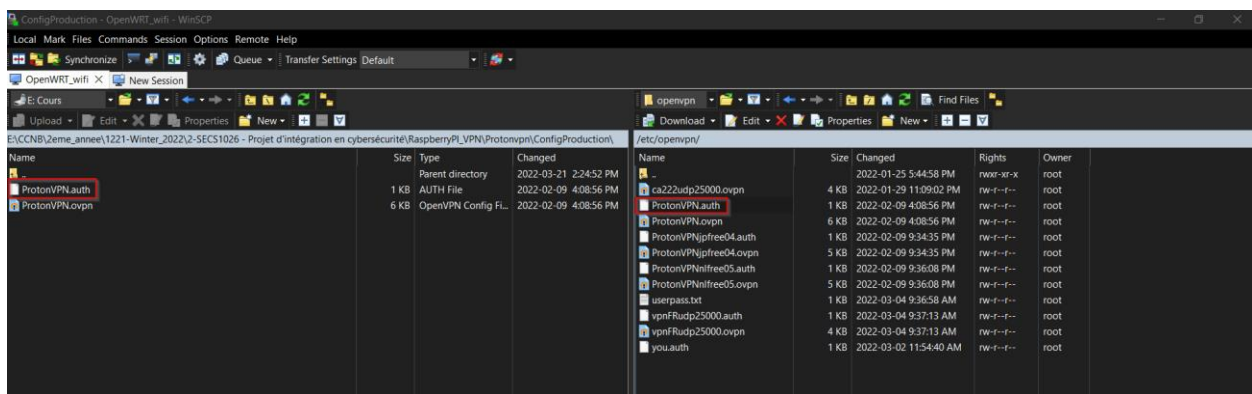 ConfigProduction - OpenWRT_wifi - WinSCP
Local Mark Files Commands Session Options Remote Help
Synchronize Queue Transfer Settings Default
OpenWRT_wifi New Session
E: Cours
Upload Edit Properties New
E:\CCNB\2eme_annee\1221-Winter_2022\2-SECS1026 - Projet d'intégration en cybersécurité\RaspberryPI_VPN\Protonvpn\ConfigProduction\
Name Size Type Changed
.. Parent directory 2022-03-21 2:24:52 PM
ProtonVPN.auth 1 KB AUTH File 2022-02-09 4:08:56 PM
ProtonVPN.ovpn 6 KB OpenVPN Config Fi... 2022-02-09 4:08:56 PM
openvpn Find Files
Download Edit Properties New
/etc/openvpn/
Name Size Changed Rights Owner
.. 2022-01-25 5:44:58 PM rwxr-xr-x root
ca222udp25000.ovpn 4 KB 2022-01-29 11:09:02 PM rw-r--r-- root
ProtonVPN.auth 1 KB 2022-02-09 4:08:56 PM rw-r--r-- root
ProtonVPN.ovpn 6 KB 2022-02-09 4:08:56 PM rw-r--r-- root
ProtonVPNjpfree04.auth 1 KB 2022-02-09 9:34:35 PM rw-r--r-- root
ProtonVPNjpfree04.ovpn 5 KB 2022-02-09 9:34:35 PM rw-r--r-- root
ProtonVPNnlfree05.auth 1 KB 2022-02-09 9:36:08 PM rw-r--r-- root
ProtonVPNnlfree05.ovpn 5 KB 2022-02-09 9:36:08 PM rw-r--r-- root
userpass.txt 1 KB 2022-03-04 9:36:58 AM rw-r--r-- root
vpnFRudp25000.auth 1 KB 2022-03-04 9:37:13 AM rw-r--r-- root
vpnFRudp25000.ovpn 4 KB 2022-03-04 9:37:13 AM rw-r--r-- root
you.auth 1 KB 2022-03-02 11:54:40 AM rw-r--r-- root